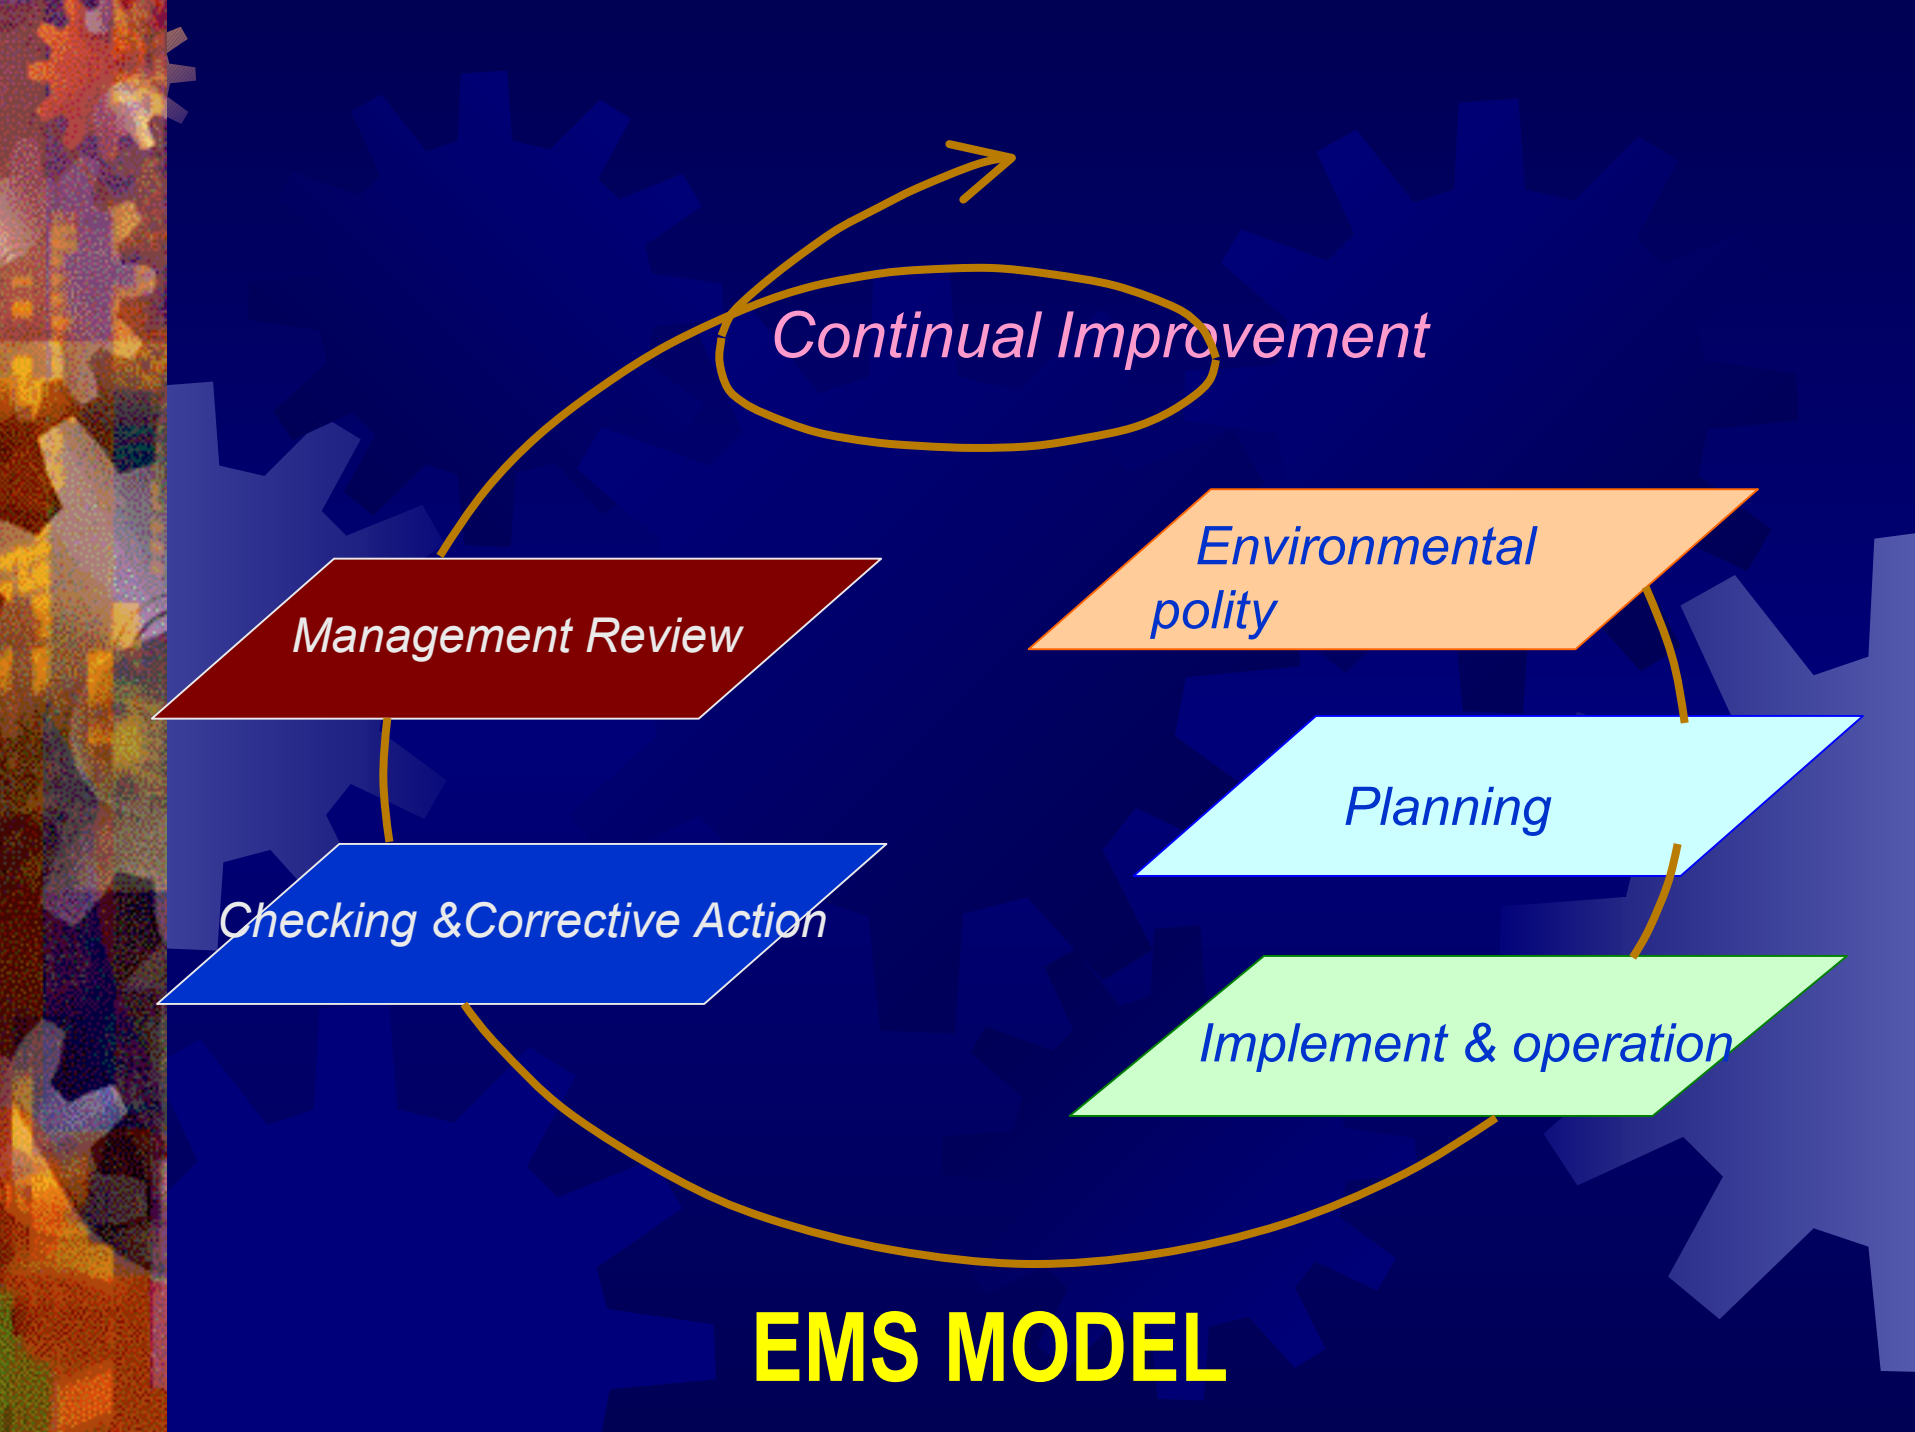 Continual Improvement
Environmental
polity
Management Review
Planning
Checking &Corrective Action
Implement & operation
EMS MODEL